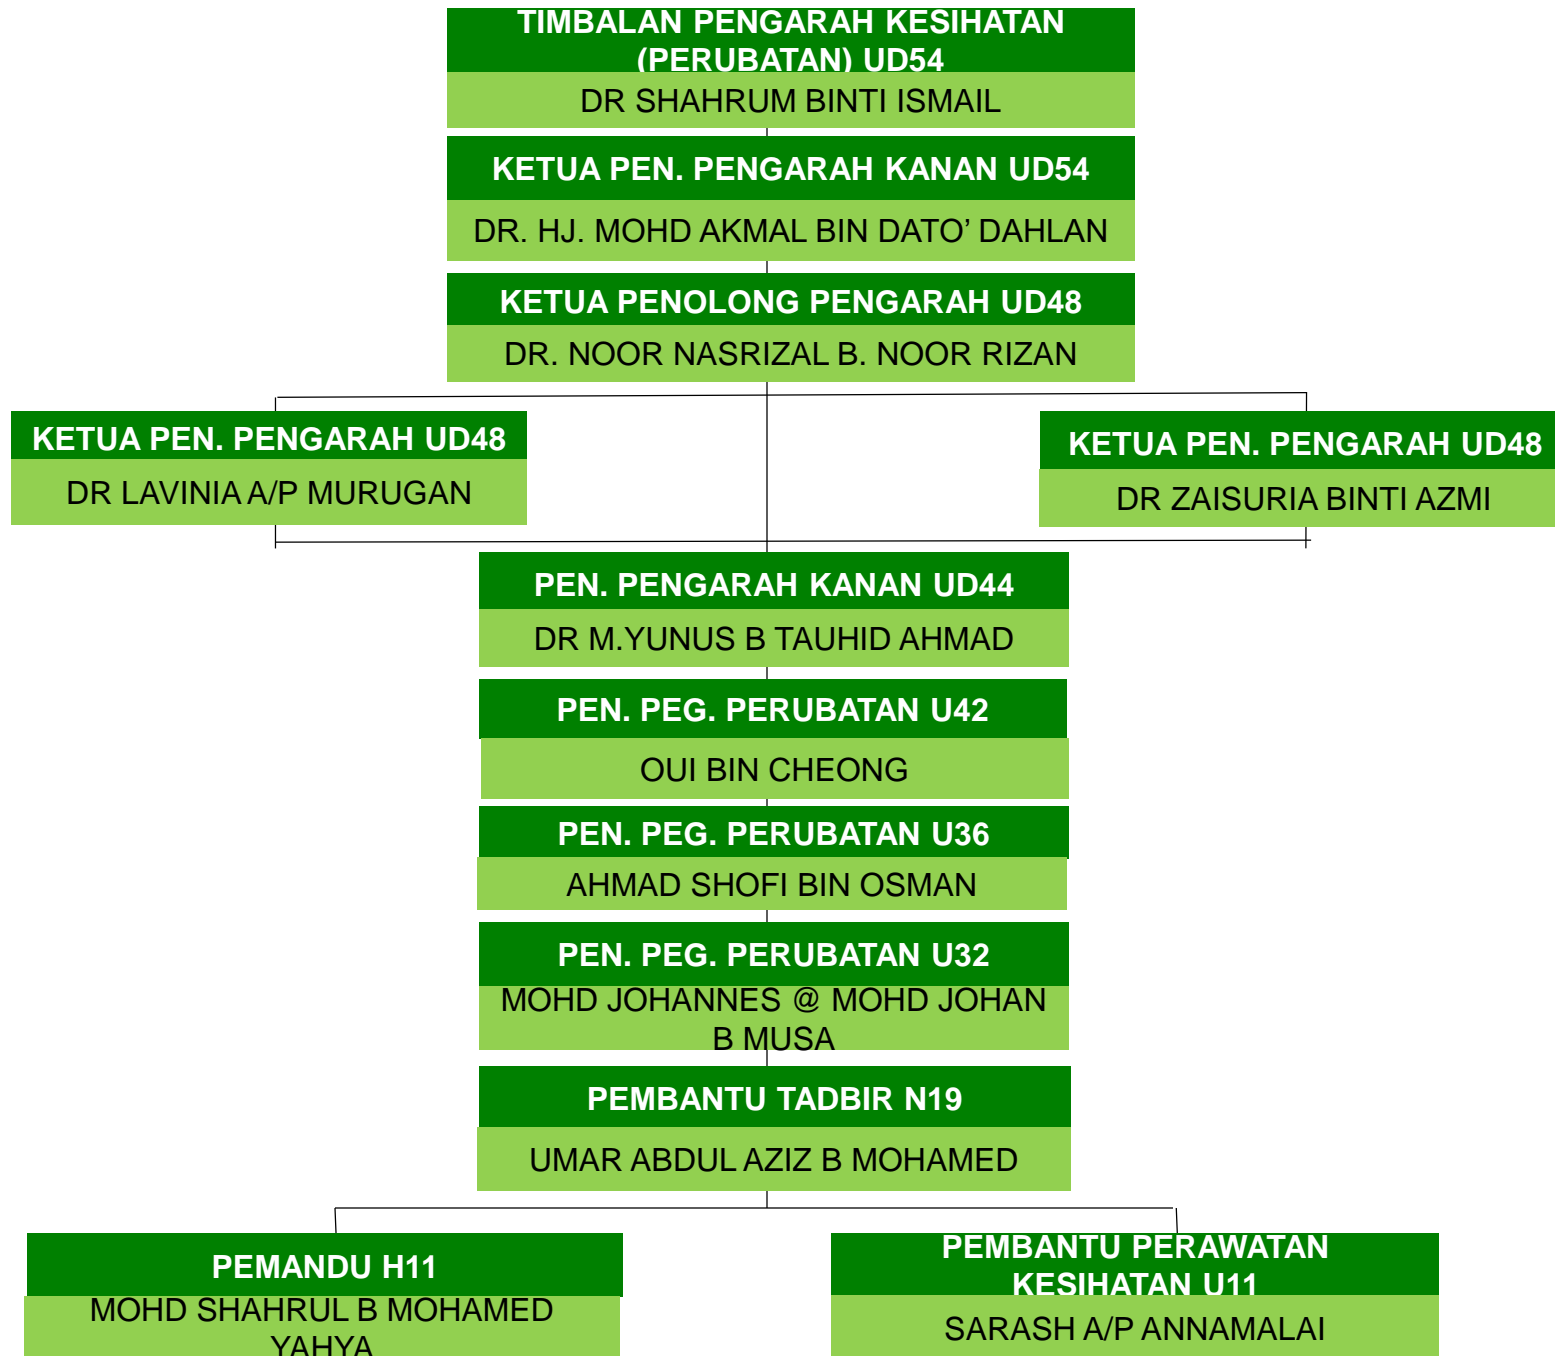 TIMBALAN PENGARAH KESIHATAN
(PERUBATAN) UD54
DR SHAHRUM BINTI ISMAIL
KETUA PEN. PENGARAH KANAN UD54
DR. HJ. MOHD AKMAL BIN DATO’ DAHLAN
KETUA PENOLONG PENGARAH UD48
DR. NOOR NASRIZAL B. NOOR RIZAN
KETUA PEN. PENGARAH UD48
DR LAVINIA A/P MURUGAN
KETUA PEN. PENGARAH UD48
DR ZAISURIA BINTI AZMI
PEN. PENGARAH KANAN UD44
DR M.YUNUS B TAUHID AHMAD
PEN. PEG. PERUBATAN U42
OUI BIN CHEONG
PEN. PEG. PERUBATAN U36
AHMAD SHOFI BIN OSMAN
PEN. PEG. PERUBATAN U32
MOHD JOHANNES @ MOHD JOHAN
B MUSA
PEMBANTU TADBIR N19
UMAR ABDUL AZIZ B MOHAMED
PEMANDU H11
MOHD SHAHRUL B MOHAMED
YAHYA
PEMBANTU PERAWATAN
KESIHATAN U11
SARASH A/P ANNAMALAI